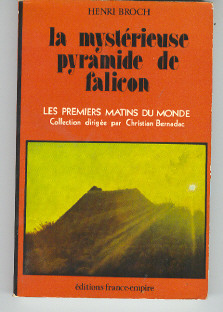 HENRI BROCH
la mystérieuse
pyramide de
falicon
LES PREMIERS MATINS DU MONDE
Collection dirigée par Christian Bernadac
éditions france-empire